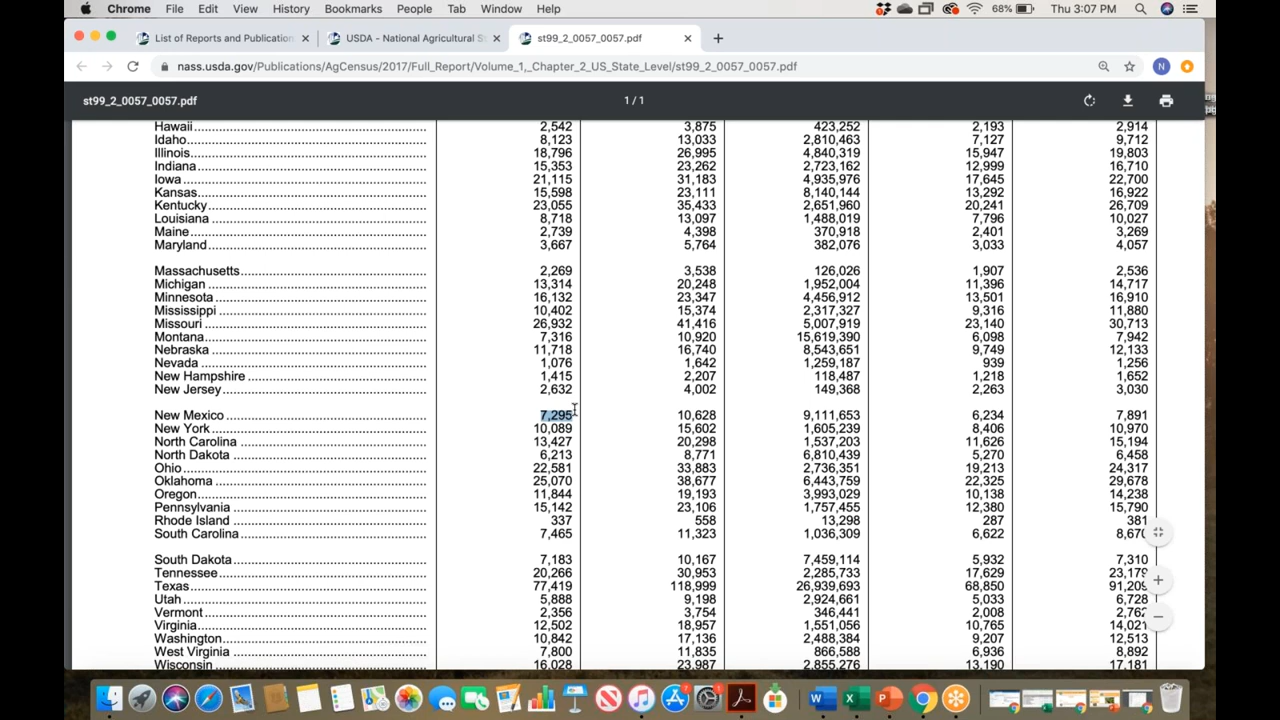 Chrome File Edit View History Bookmarks People Tab Window Help 68% Thu 3:07 PM
List of Reports and Publication × USDA - National Agricultural S × st99_2_0057_0057.pdf × +
nass.usda.gov/Publications/AgCensus/2017/Full_Report/Volume_1,_Chapter_2_US_State_Level/st99_2_0057_0057.pdf N
st99_2_0057_0057.pdf 1 / 1
Hawaii 2,542 3,875 423,252 2,193 2,914
Idaho 8,123 13,033 2,810,463 7,127 9,712
Illinois 18,796 26,995 4,840,319 15,947 19,803
Indiana 15,353 23,262 2,723,162 12,999 16,710
Iowa 21,115 31,183 4,935,976 17,645 22,700
Kansas 15,598 23,111 8,140,144 13,292 16,922
Kentucky 23,055 35,433 2,651,960 20,241 26,709
Louisiana 8,718 13,097 1,488,019 7,796 10,027
Maine 2,739 4,398 370,918 2,401 3,269
Maryland 3,667 5,764 382,076 3,033 4,057
Massachusetts 2,269 3,538 126,026 1,907 2,536
Michigan 13,314 20,248 1,952,004 11,396 14,717
Minnesota 16,132 23,347 4,456,912 13,501 16,910
Mississippi 10,402 15,374 2,317,327 9,316 11,880
Missouri 26,932 41,416 5,007,919 23,140 30,713
Montana 7,316 10,920 15,619,390 6,098 7,942
Nebraska 11,718 16,740 8,543,651 9,749 12,133
Nevada 1,076 1,642 1,259,187 939 1,256
New Hampshire 1,415 2,207 118,487 1,218 1,652
New Jersey 2,632 4,002 149,368 2,263 3,030
New Mexico 7,295 10,628 9,111,653 6,234 7,891
New York 10,089 15,602 1,605,239 8,406 10,970
North Carolina 13,427 20,298 1,537,203 11,626 15,194
North Dakota 6,213 8,771 6,810,439 5,270 6,458
Ohio 22,581 33,883 2,736,351 19,213 24,317
Oklahoma 25,070 38,677 6,443,759 22,325 29,678
Oregon 11,844 19,193 3,993,029 10,138 14,238
Pennsylvania 15,142 23,106 1,757,455 12,380 15,790
Rhode Island 337 558 13,298 287 381
South Carolina 7,465 11,323 1,036,309 6,622 8,670
South Dakota 7,183 10,167 7,459,114 5,932 7,310
Tennessee 20,266 30,953 2,285,733 17,629 23,179
Texas 77,419 118,999 26,939,693 68,850 91,209
Utah 5,888 9,198 2,924,661 5,033 6,728
Vermont 2,356 3,754 346,441 2,008 2,762
Virginia 12,502 18,957 1,551,056 10,765 14,021
Washington 10,842 17,136 2,488,384 9,207 12,513
West Virginia 7,800 11,835 866,588 6,936 8,892
Wisconsin 16,028 23,987 2,855,276 13,190 17,181